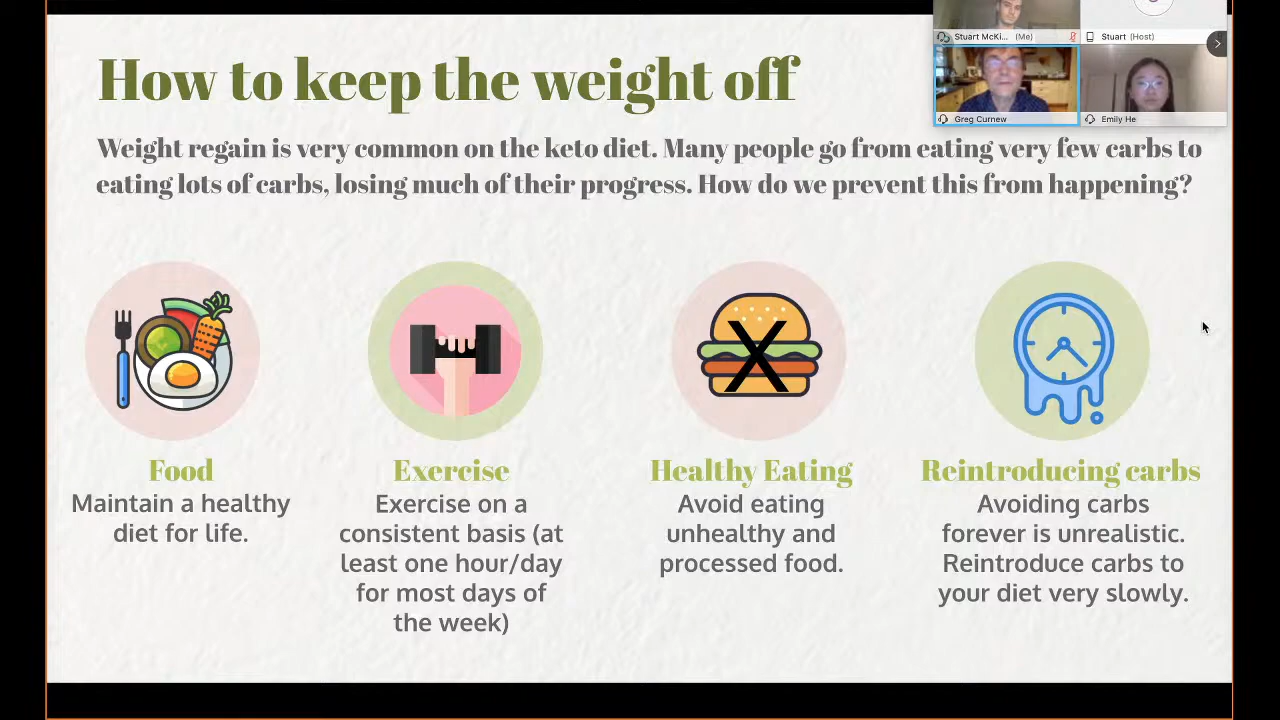 How to keep the weight off
Weight regain is very common on the keto diet. Many people go from eating very few carbs to
eating lots of carbs, losing much of their progress. How do we prevent this from happening?
Food
Maintain a healthy
diet for life.
Exercise
Exercise on a
consistent basis (at
least one hour/day
for most days of
the week)
Healthy Eating
Avoid eating
unhealthy and
processed food.
Reintroducing carbs
Avoiding carbs
forever is unrealistic.
Reintroduce carbs to
your diet very slowly.
X
Stuart McKi... (Me)
Stuart (Host)
Greg Curnew
Emily He